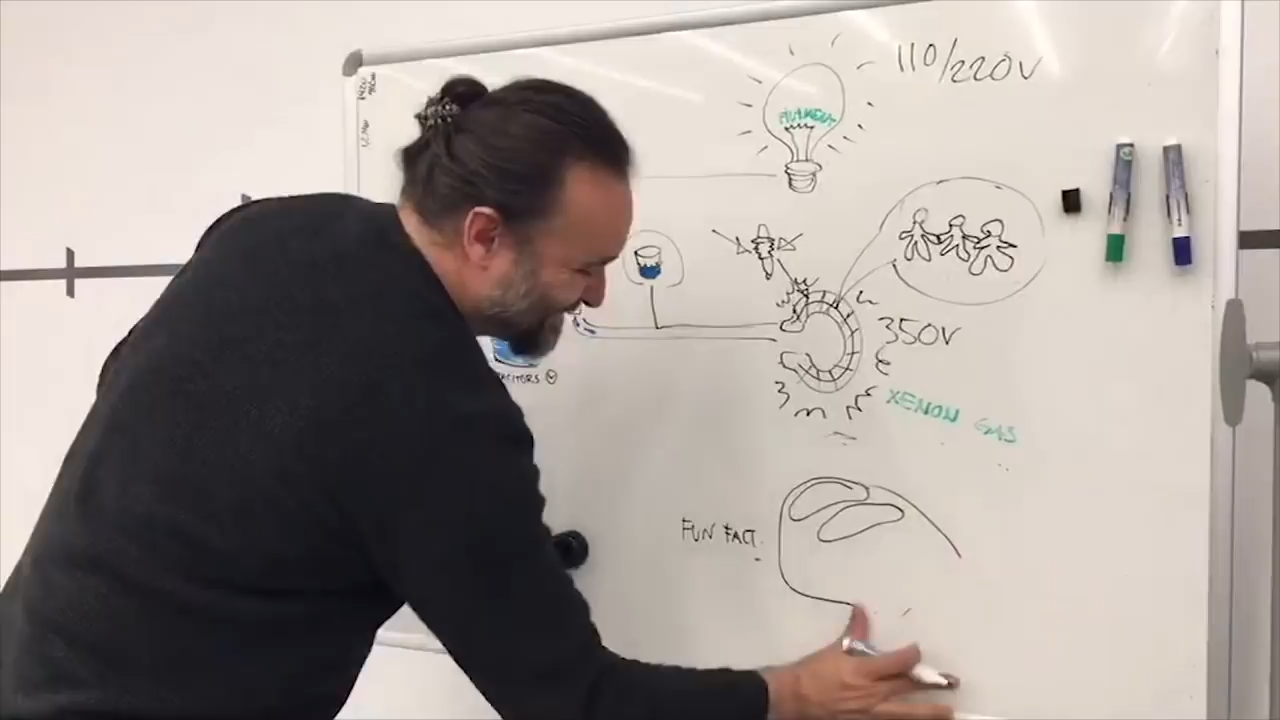 110/220V
FILAMENT
350V
XENON GAS
FUN FACT.